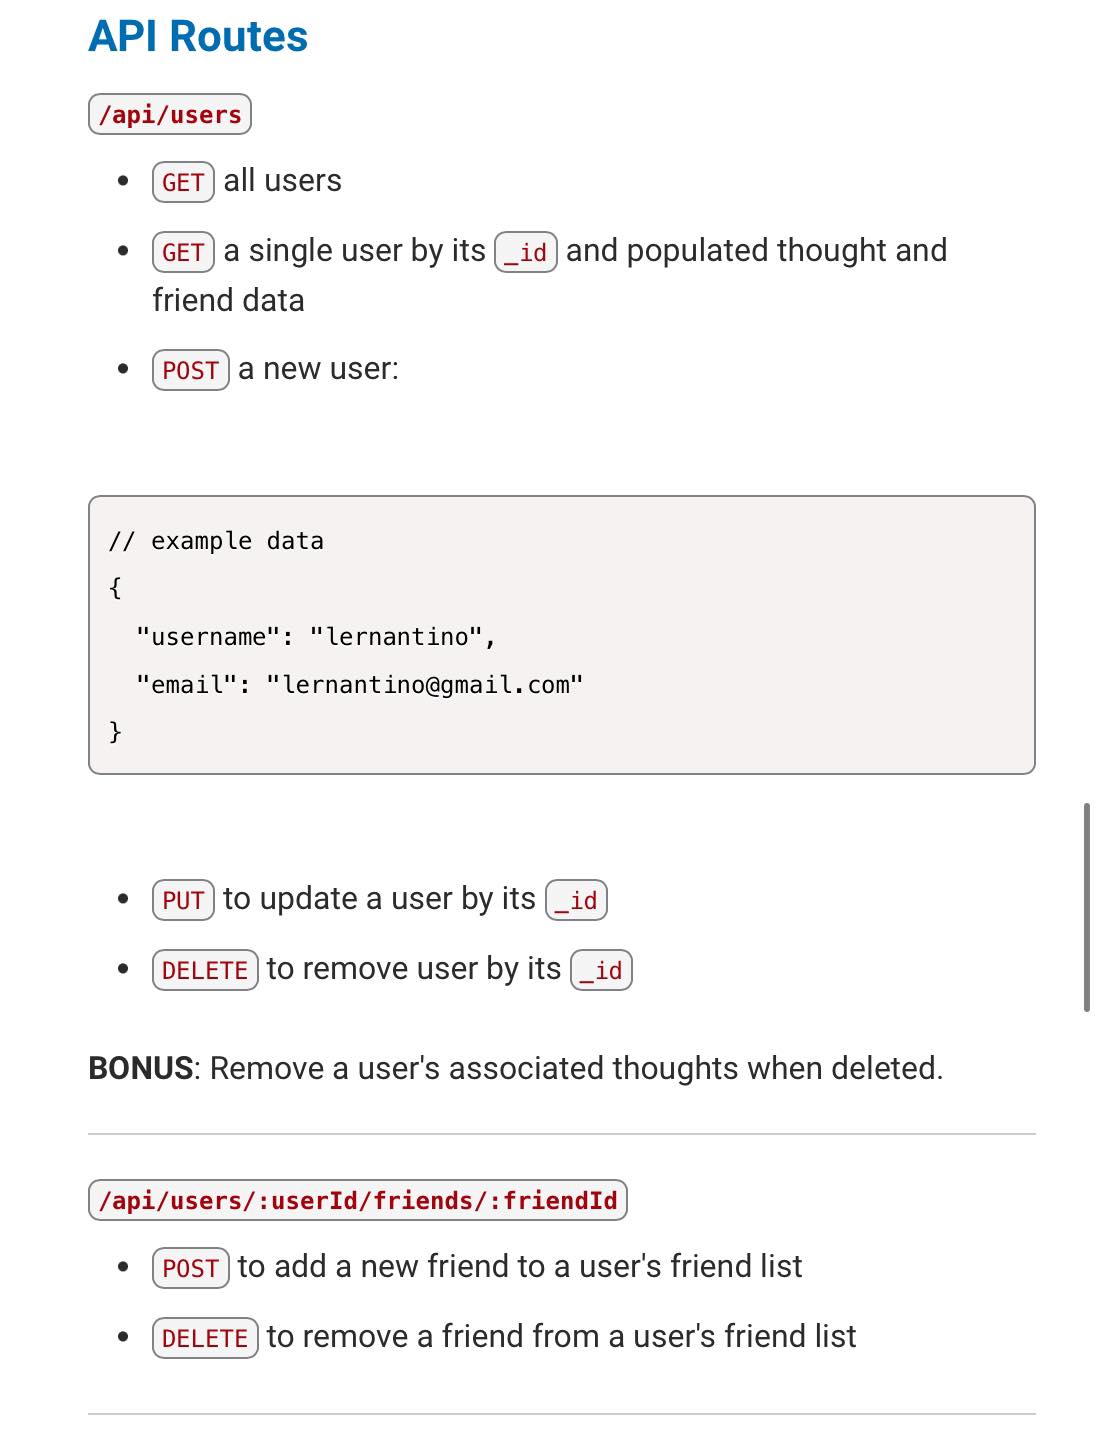 API Routes
/api/users
• GET all users
• GET a single user by its _id and populated thought and
friend data
• POST a new user:
// example data
{
  "username": "lernantino",
  "email": "lernantino@gmail.com"
}
• PUT to update a user by its _id
• DELETE to remove user by its _id
BONUS: Remove a user's associated thoughts when deleted.
/api/users/:userId/friends/:friendId
• POST to add a new friend to a user's friend list
• DELETE to remove a friend from a user's friend list